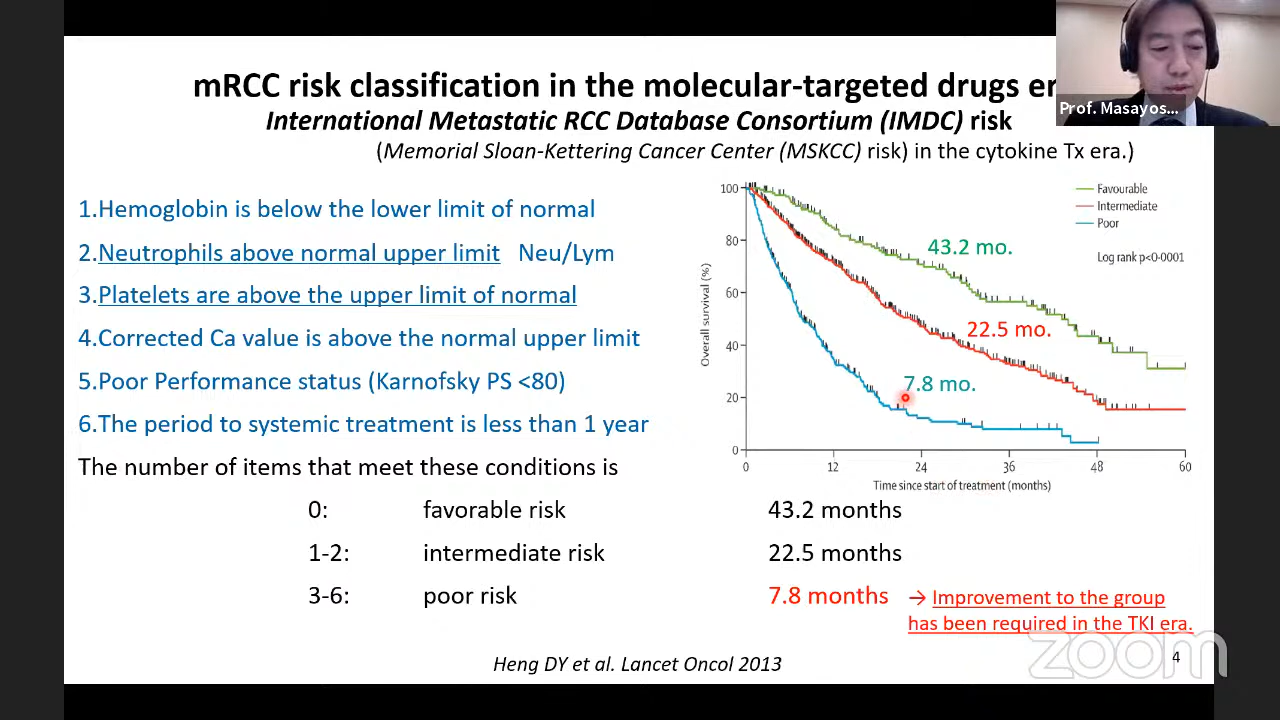 mRCC risk classification in the molecular-targeted drugs er
International Metastatic RCC Database Consortium (IMDC) risk
(Memorial Sloan-Kettering Cancer Center (MSKCC) risk) in the cytokine Tx era.)
Prof. Masayos...
1.Hemoglobin is below the lower limit of normal
2.Neutrophils above normal upper limit Neu/Lym
3.Platelets are above the upper limit of normal
4.Corrected Ca value is above the normal upper limit
5.Poor Performance status (Karnofsky PS <80)
6.The period to systemic treatment is less than 1 year
The number of items that meet these conditions is
0: favorable risk 43.2 months
1-2: intermediate risk 22.5 months
3-6: poor risk 7.8 months
→ Improvement to the group
has been required in the TKI era.
Overall survival (%)
100
80
60
40
20
0
Favourable
Intermediate
Poor
Log rank p<0·0001
43.2 mo.
22.5 mo.
7.8 mo.
0 12 24 36 48 60
Time since start of treatment (months)
Heng DY et al. Lancet Oncol 2013
4
zoom